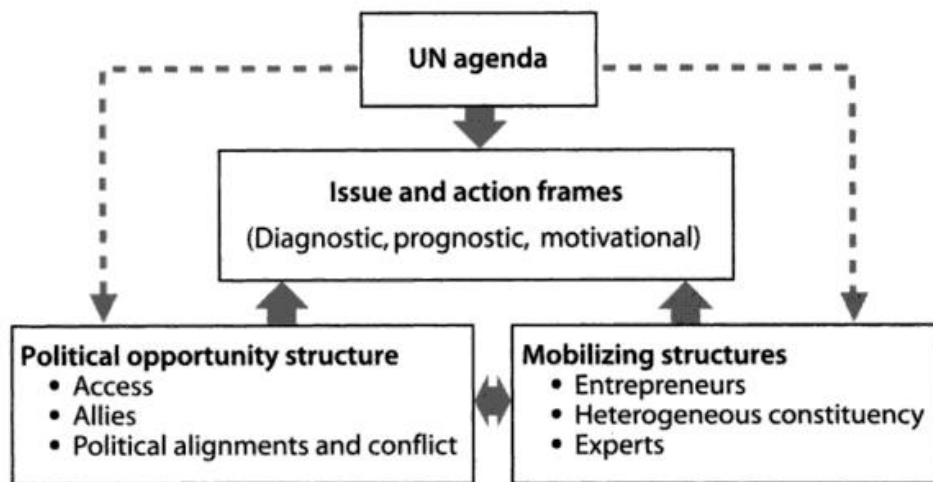 UN agenda
Issue and action frames
(Diagnostic, prognostic, motivational)
Political opportunity structure
• Access
• Allies
• Political alignments and conflict
Mobilizing structures
• Entrepreneurs
• Heterogeneous constituency
• Experts